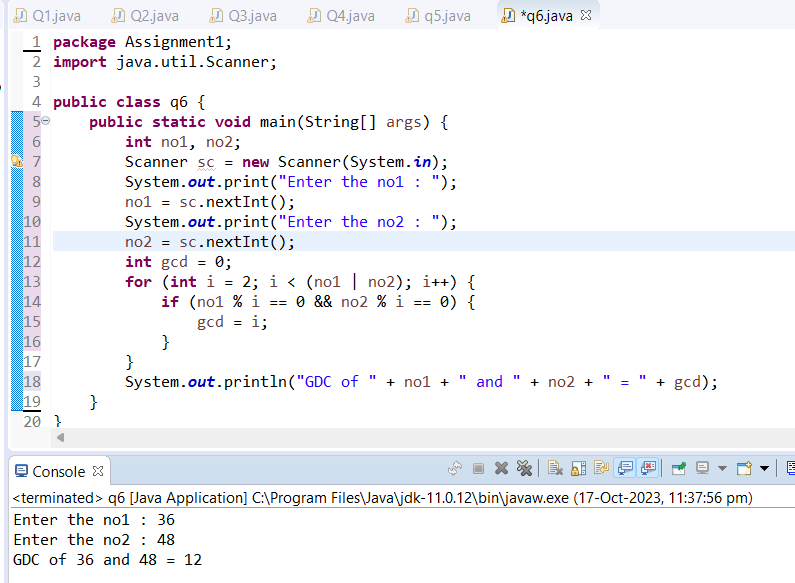 Q1.java Q2.java Q3.java Q4.java q5.java *q6.java
1 package Assignment1;
2 import java.util.Scanner;
3
4 public class q6 {
5 public static void main(String[] args) {
6 int no1, no2;
7 Scanner sc = new Scanner(System.in);
8 System.out.print("Enter the no1 : ");
9 no1 = sc.nextInt();
10 System.out.print("Enter the no2 : ");
11 no2 = sc.nextInt();
12 int gcd = 0;
13 for (int i = 2; i < (no1 | no2); i++) {
14 if (no1 % i == 0 && no2 % i == 0) {
15 gcd = i;
16 }
17 }
18 System.out.println("GDC of " + no1 + " and " + no2 + " = " + gcd);
19 }
20 }
Console
<terminated> q6 [Java Application] C:\Program Files\Java\jdk-11.0.12\bin\javaw.exe (17-Oct-2023, 11:37:56 pm)
Enter the no1 : 36
Enter the no2 : 48
GDC of 36 and 48 = 12